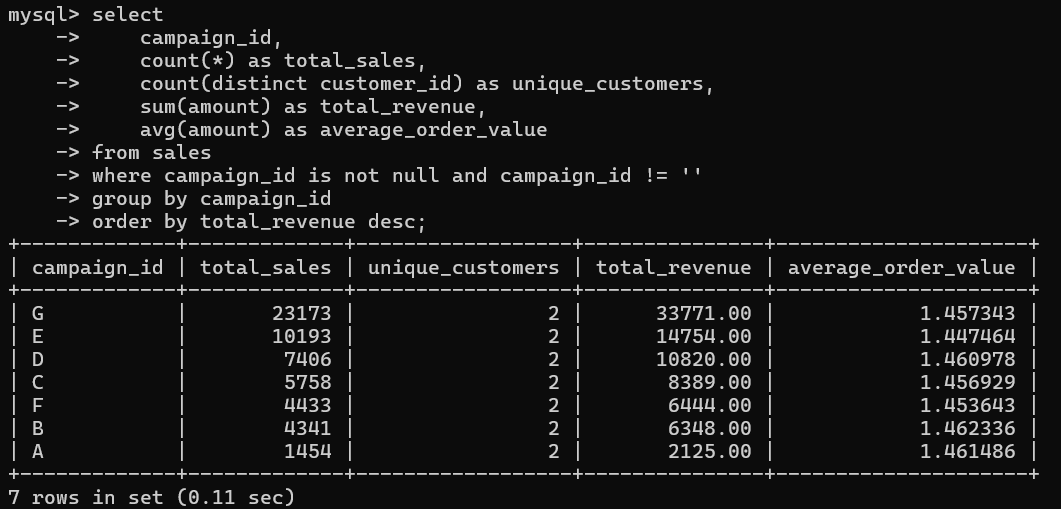 mysql> select
    ->     campaign_id,
    ->     count(*) as total_sales,
    ->     count(distinct customer_id) as unique_customers,
    ->     sum(amount) as total_revenue,
    ->     avg(amount) as average_order_value
    -> from sales
    -> where campaign_id is not null and campaign_id != ''
    -> group by campaign_id
    -> order by total_revenue desc;
+-------------+-------------+------------------+---------------+---------------------+
| campaign_id | total_sales | unique_customers | total_revenue | average_order_value |
+-------------+-------------+------------------+---------------+---------------------+
| G           |       23173 |                2 |      33771.00 |            1.457343 |
| E           |       10193 |                2 |      14754.00 |            1.447464 |
| D           |        7406 |                2 |      10820.00 |            1.460978 |
| C           |        5758 |                2 |       8389.00 |            1.456929 |
| F           |        4433 |                2 |       6444.00 |            1.453643 |
| B           |        4341 |                2 |       6348.00 |            1.462336 |
| A           |        1454 |                2 |       2125.00 |            1.461486 |
+-------------+-------------+------------------+---------------+---------------------+
7 rows in set (0.11 sec)